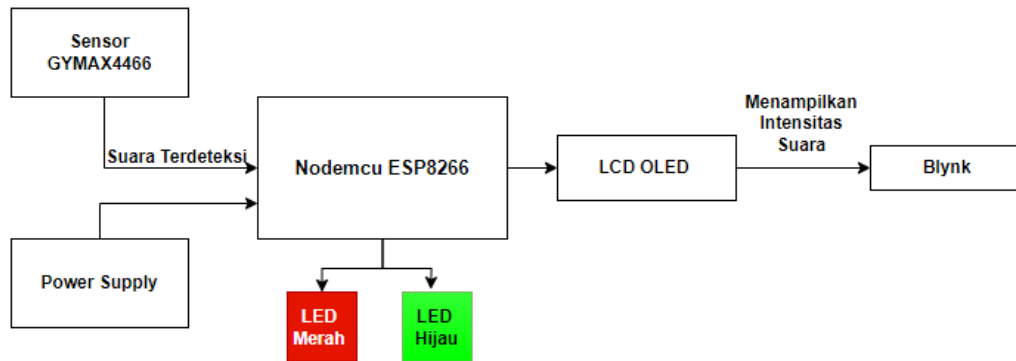 Sensor
GYMAX4466
Suara Terdeteksi
Nodemcu ESP8266
LCD OLED
Menampilkan
Intensitas
Suara
Blynk
Power Supply
LED
Merah
LED
Hijau